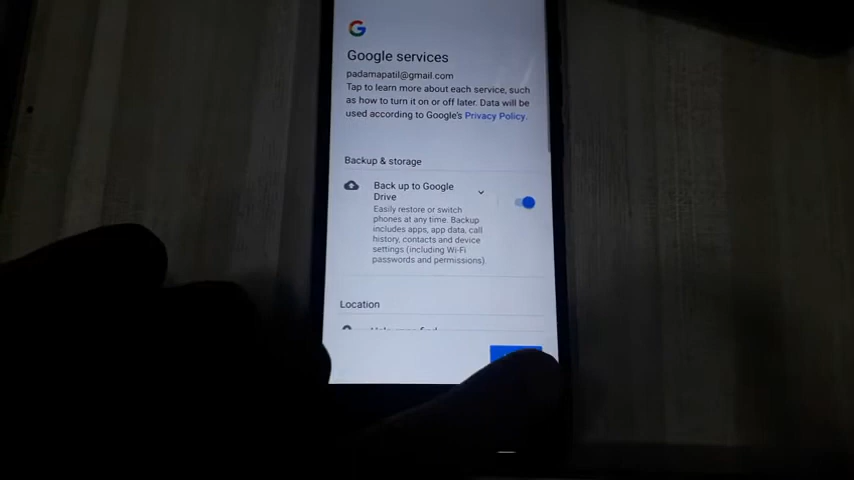 Google services
padamapatil@gmail.com
Tap to learn more about each service, such
as how to turn it on or off later. Data will be
used according to Google's Privacy Policy.
Backup & storage
Back up to Google
Drive
Easily restore or switch
phones at any time. Backup
includes apps, app data, call
history, contacts and device
settings (including Wi-Fi
passwords and permissions).
Location